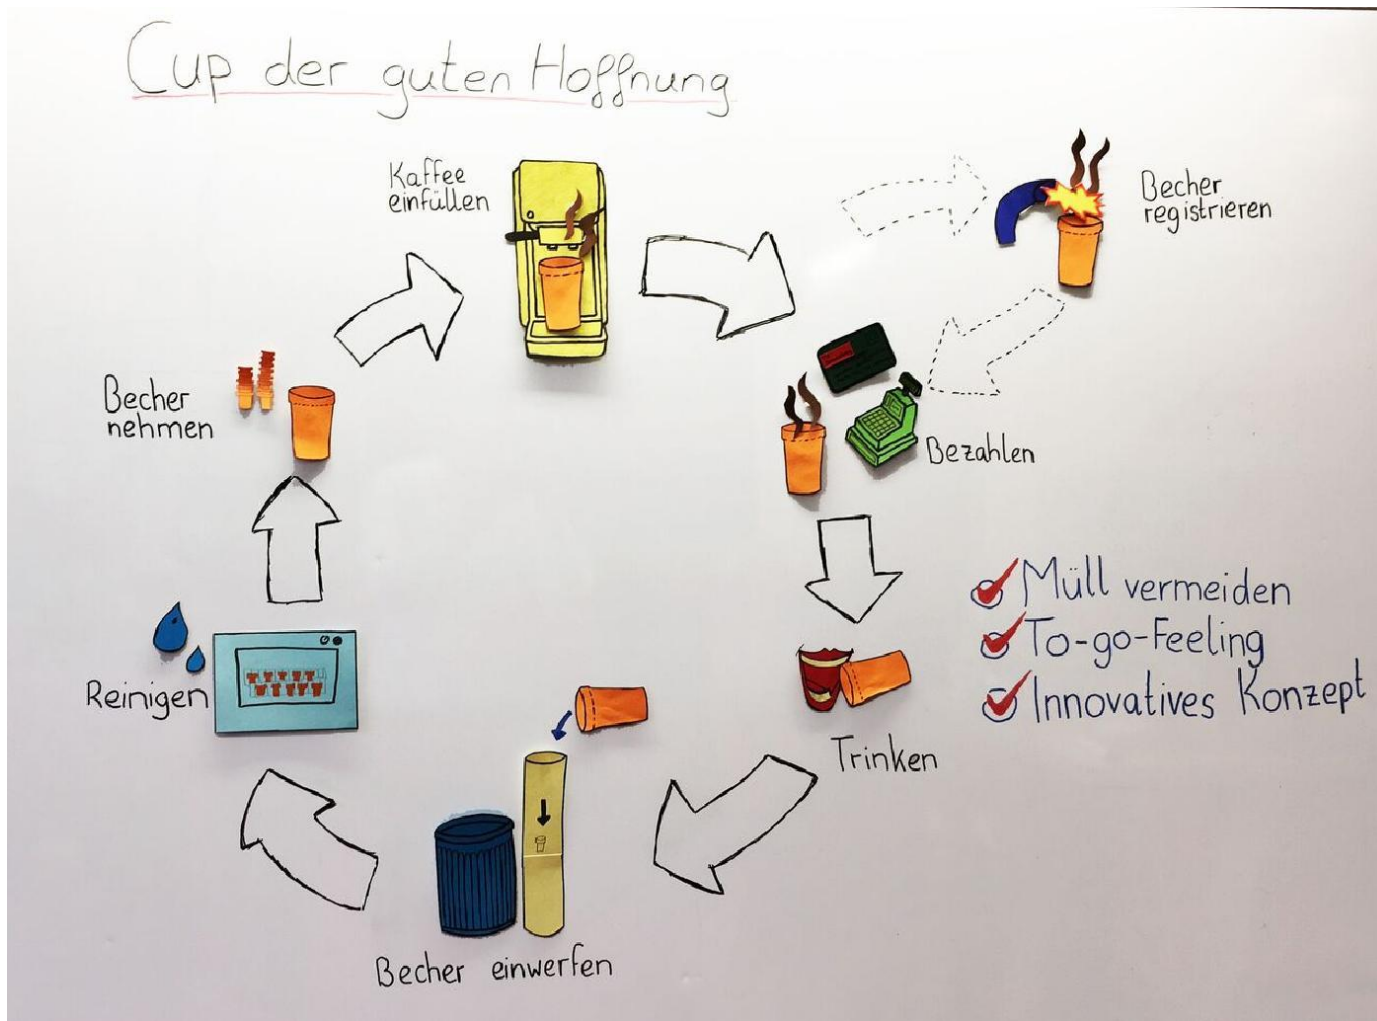 Cup der guten Hoffnung
Kaffee
einfüllen
Becher
registrieren
Becher
nehmen
Bezahlen
Müll vermeiden
To-go-Feeling
Innovatives Konzept
Reinigen
Trinken
Becher einwerfen